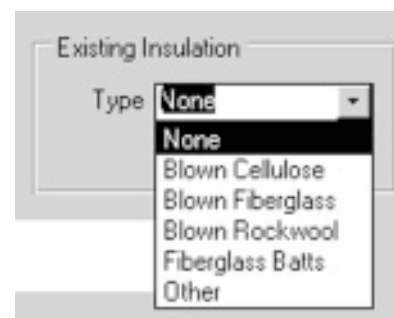 Existing Insulation
Type None
None
Blown Cellulose
Blown Fiberglass
Blown Rockwool
Fiberglass Batts
Other